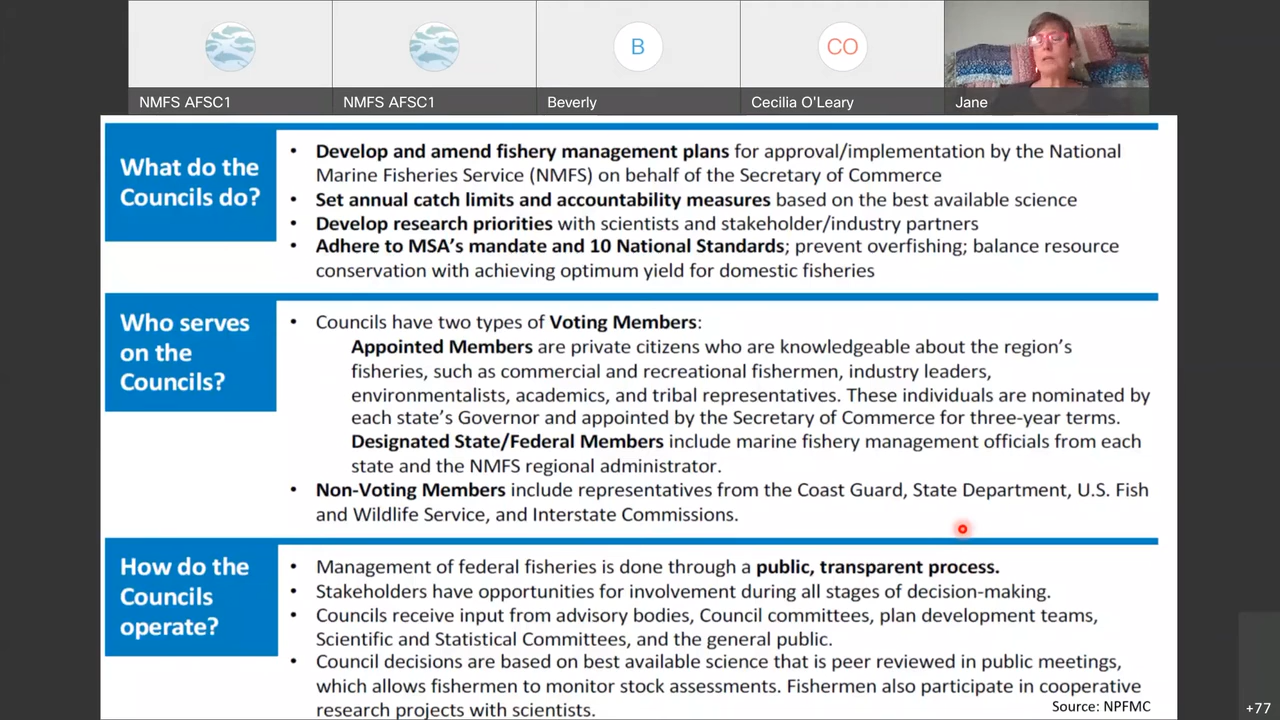 B
CO
NMFS AFSC1
NMFS AFSC1
Beverly
Cecilia O'Leary
Jane
What do the
Councils do?
• Develop and amend fishery management plans for approval/implementation by the National
Marine Fisheries Service (NMFS) on behalf of the Secretary of Commerce
• Set annual catch limits and accountability measures based on the best available science
• Develop research priorities with scientists and stakeholder/industry partners
• Adhere to MSA's mandate and 10 National Standards; prevent overfishing; balance resource
conservation with achieving optimum yield for domestic fisheries
Who serves
on the
Councils?
• Councils have two types of Voting Members:
Appointed Members are private citizens who are knowledgeable about the region's
fisheries, such as commercial and recreational fishermen, industry leaders,
environmentalists, academics, and tribal representatives. These individuals are nominated by
each state's Governor and appointed by the Secretary of Commerce for three-year terms.
Designated State/Federal Members include marine fishery management officials from each
state and the NMFS regional administrator.
• Non-Voting Members include representatives from the Coast Guard, State Department, U.S. Fish
and Wildlife Service, and Interstate Commissions.
How do the
Councils
operate?
• Management of federal fisheries is done through a public, transparent process.
• Stakeholders have opportunities for involvement during all stages of decision-making.
• Councils receive input from advisory bodies, Council committees, plan development teams,
Scientific and Statistical Committees, and the general public.
• Council decisions are based on best available science that is peer reviewed in public meetings,
which allows fishermen to monitor stock assessments. Fishermen also participate in cooperative
research projects with scientists.
Source: NPFMC
+77